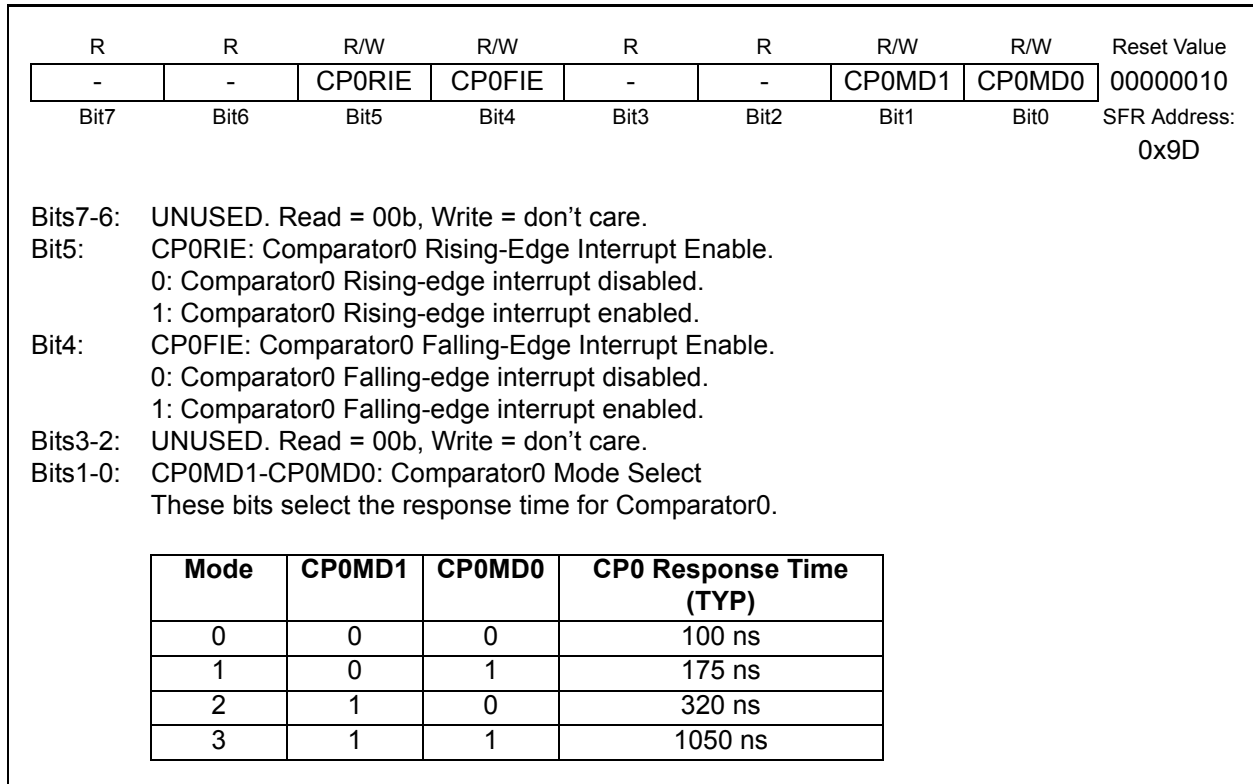 R R R/W R/W R R R/W R/W Reset Value
- - CP0RIE CP0FIE - - CP0MD1 CP0MD0 00000010
Bit7 Bit6 Bit5 Bit4 Bit3 Bit2 Bit1 Bit0 SFR Address:
0x9D
Bits7-6: UNUSED. Read = 00b, Write = don’t care.
Bit5: CP0RIE: Comparator0 Rising-Edge Interrupt Enable.
0: Comparator0 Rising-edge interrupt disabled.
1: Comparator0 Rising-edge interrupt enabled.
Bit4: CP0FIE: Comparator0 Falling-Edge Interrupt Enable.
0: Comparator0 Falling-edge interrupt disabled.
1: Comparator0 Falling-edge interrupt enabled.
Bits3-2: UNUSED. Read = 00b, Write = don’t care.
Bits1-0: CP0MD1-CP0MD0: Comparator0 Mode Select
These bits select the response time for Comparator0.
Mode CP0MD1 CP0MD0 CP0 Response Time
(TYP)
0 0 0 100 ns
1 0 1 175 ns
2 1 0 320 ns
3 1 1 1050 ns